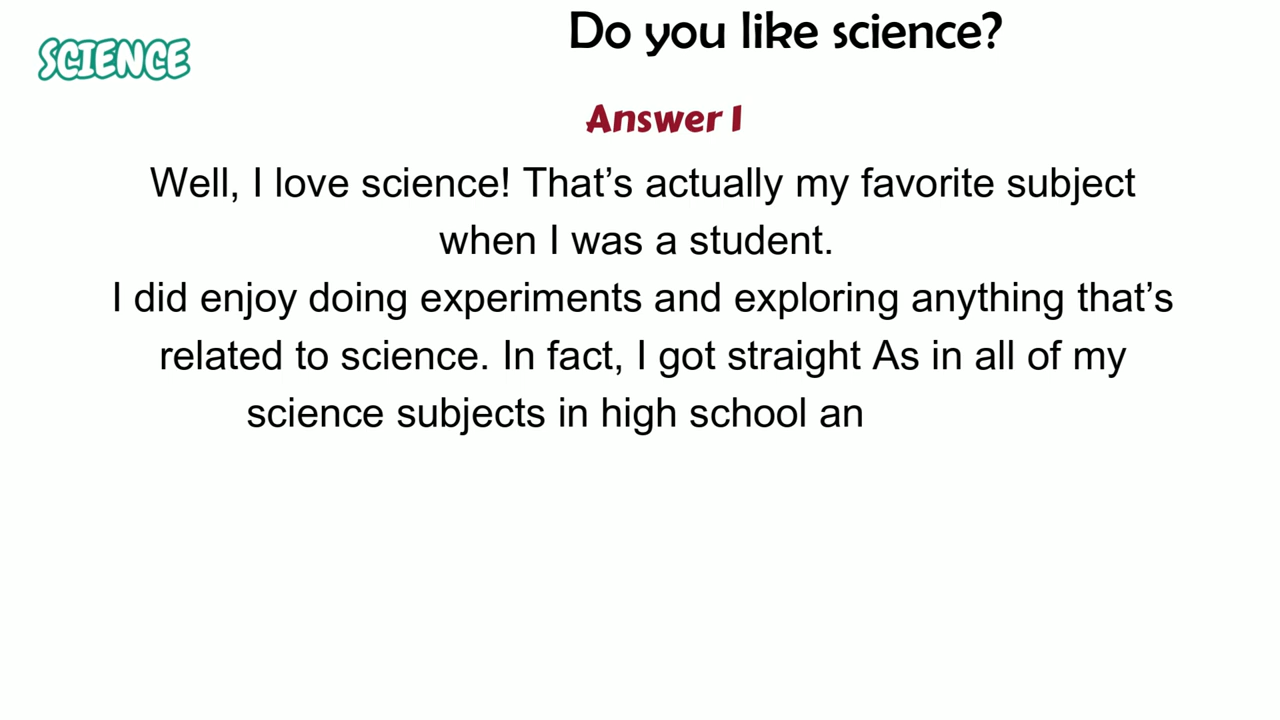 SCIENCE
Do you like science?
Answer 1
Well, I love science! That’s actually my favorite subject
when I was a student.
I did enjoy doing experiments and exploring anything that’s
related to science. In fact, I got straight As in all of my
science subjects in high school an